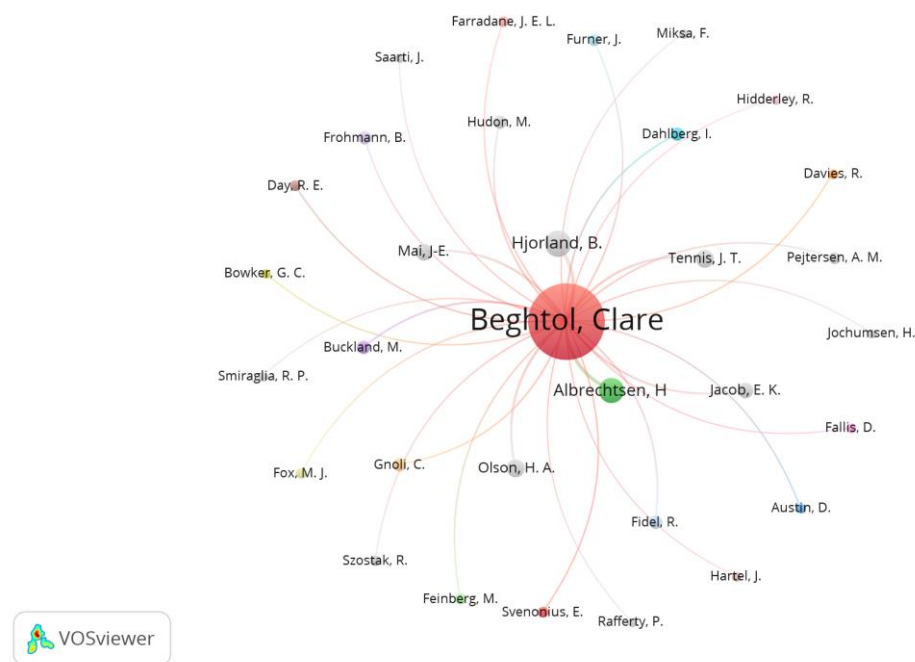 Farradane, J. E. L.
Furner, J.
Miksa, F.
Saarti, J.
Hidderley, R.
Hudon, M.
Frohmann, B.
Dahlberg, I.
Davies, R.
Day, R. E.
Hjorland, B.
Mai, J-E.
Tennis, J. T.
Pejtersen, A. M.
Bowker, G. C.
Beghtol, Clare
Jochumsen, H.
Buckland, M.
Smiraglia, R. P.
Albrechtsen, H
Jacob, E. K.
Fallis, D.
Gnoli, C.
Olson, H. A.
Fox, M. J.
Austin, D.
Fidel, R.
Szostak, R.
Hartel, J.
Feinberg, M.
Svenonius, E.
Rafferty, P.
VOSviewer